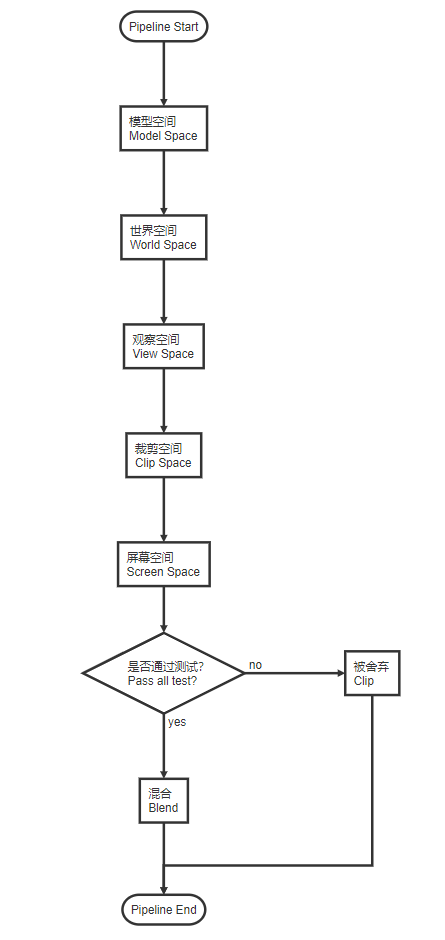 Pipeline Start
模型空间
Model Space
世界空间
World Space
观察空间
View Space
裁剪空间
Clip Space
屏幕空间
Screen Space
是否通过测试?
Pass all test?
no
被舍弃
Clip
yes
混合
Blend
Pipeline End